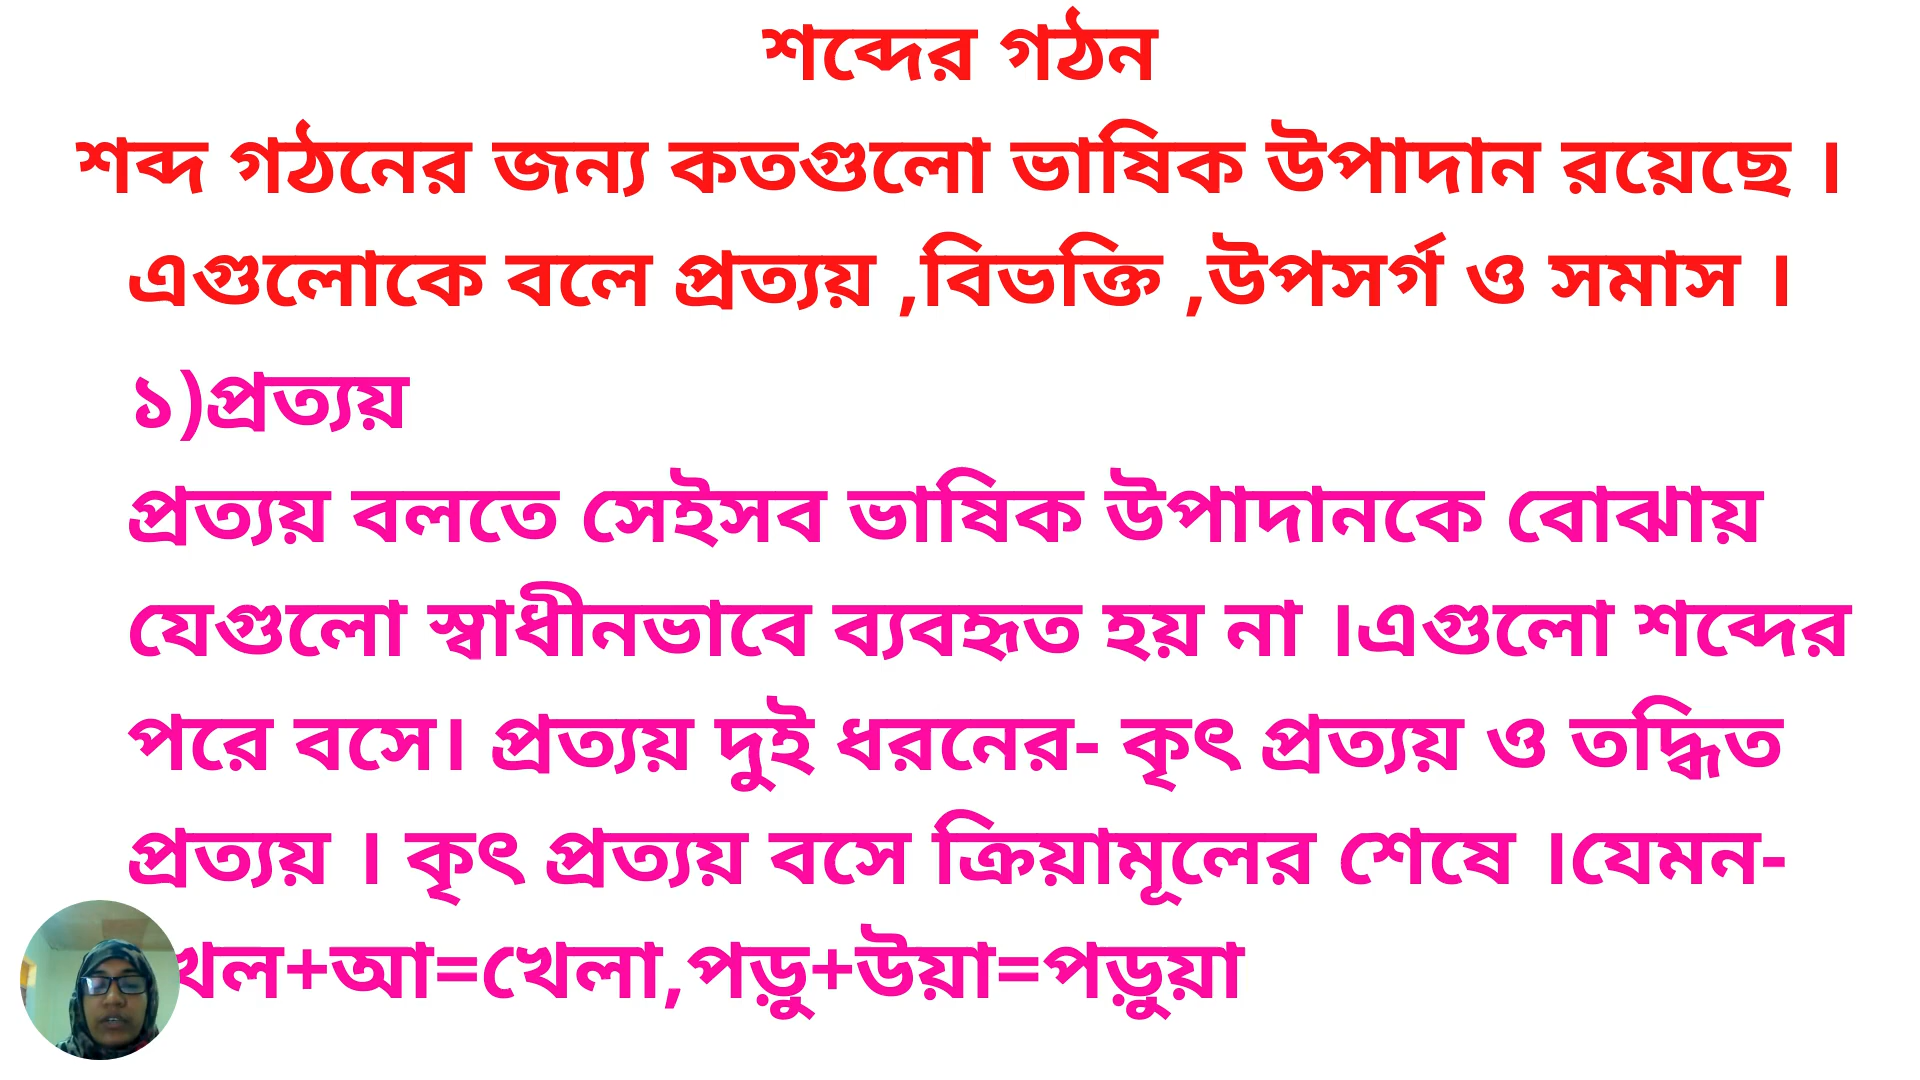 শব্দের গঠন
শব্দ গঠনের জন্য কতগুলো ভাষিক উপাদান রয়েছে ।
এগুলোকে বলে প্রত্যয় ,বিভক্তি ,উপসর্গ ও সমাস ।
১)প্রত্যয়
প্রত্যয় বলতে সেইসব ভাষিক উপাদানকে বোঝায়
যেগুলো স্বাধীনভাবে ব্যবহৃত হয় না ।এগুলো শব্দের
পরে বসে। প্রত্যয় দুই ধরনের- কৃৎ প্রত্যয় ও তদ্ধিত
প্রত্যয় । কৃৎ প্রত্যয় বসে ক্রিয়ামূলের শেষে ।যেমন-
খল+আ=খেলা,পড়ু+উয়া=পড়ুয়া